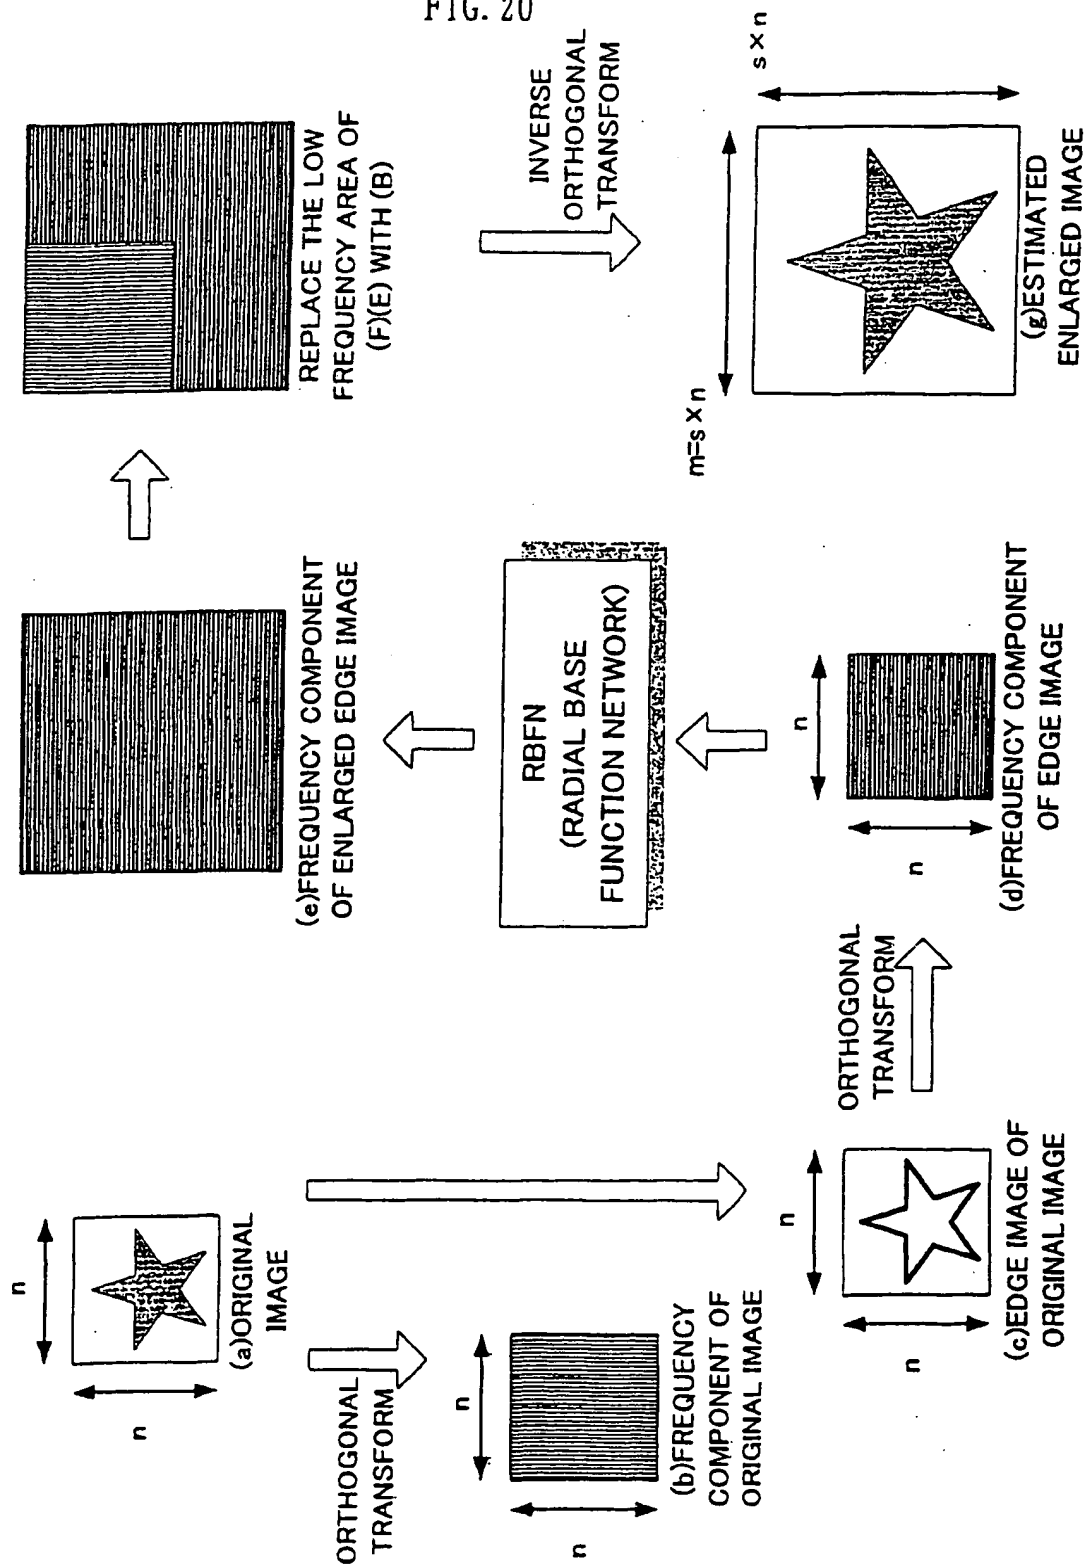 FIG. 20
n
n
(a)ORIGINAL
IMAGE
ORTHOGONAL
TRANSFORM
n
n
(b)FREQUENCY
COMPONENT OF
ORIGINAL IMAGE
n
n
(c)EDGE IMAGE OF
ORIGINAL IMAGE
ORTHOGONAL
TRANSFORM
n
n
(d)FREQUENCY COMPONENT
OF EDGE IMAGE
RBFN
(RADIAL BASE
FUNCTION NETWORK)
(e)FREQUENCY COMPONENT
OF ENLARGED EDGE IMAGE
REPLACE THE LOW
FREQUENCY AREA OF
(F)(E) WITH (B)
INVERSE
ORTHOGONAL
TRANSFORM
m=s×n
s×n
(g)ESTIMATED
ENLARGED IMAGE